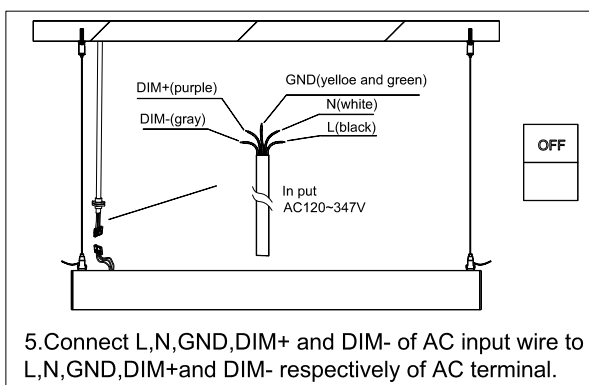 GND(yelloe and green)
DIM+(purple)
N(white)
DIM-(gray)
L(black)
OFF
In put
AC120~347V
5.Connect L,N,GND,DIM+ and DIM- of AC input wire to
L,N,GND,DIM+and DIM- respectively of AC terminal.